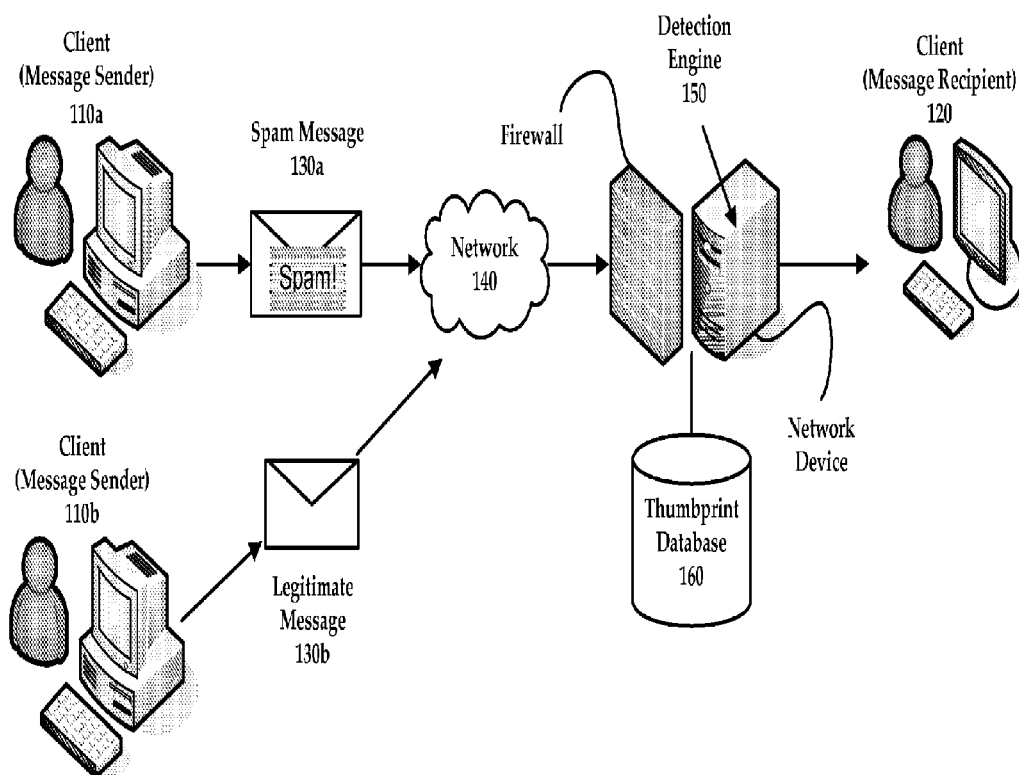 Client
(Message Sender)
110a
Spam Message
130a
Spam!
Network
140
Firewall
Detection
Engine
150
Client
(Message Recipient)
120
Network
Device
Thumbprint
Database
160
Client
(Message Sender)
110b
Legitimate
Message
130b